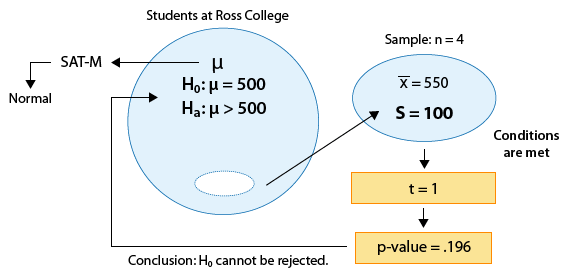 Students at Ross College
SAT-M
Normal
μ
H₀: μ = 500
Hₐ: μ > 500
Sample: n = 4
x̅ = 550
S = 100
Conditions
are met
t = 1
p-value = .196
Conclusion: H₀ cannot be rejected.